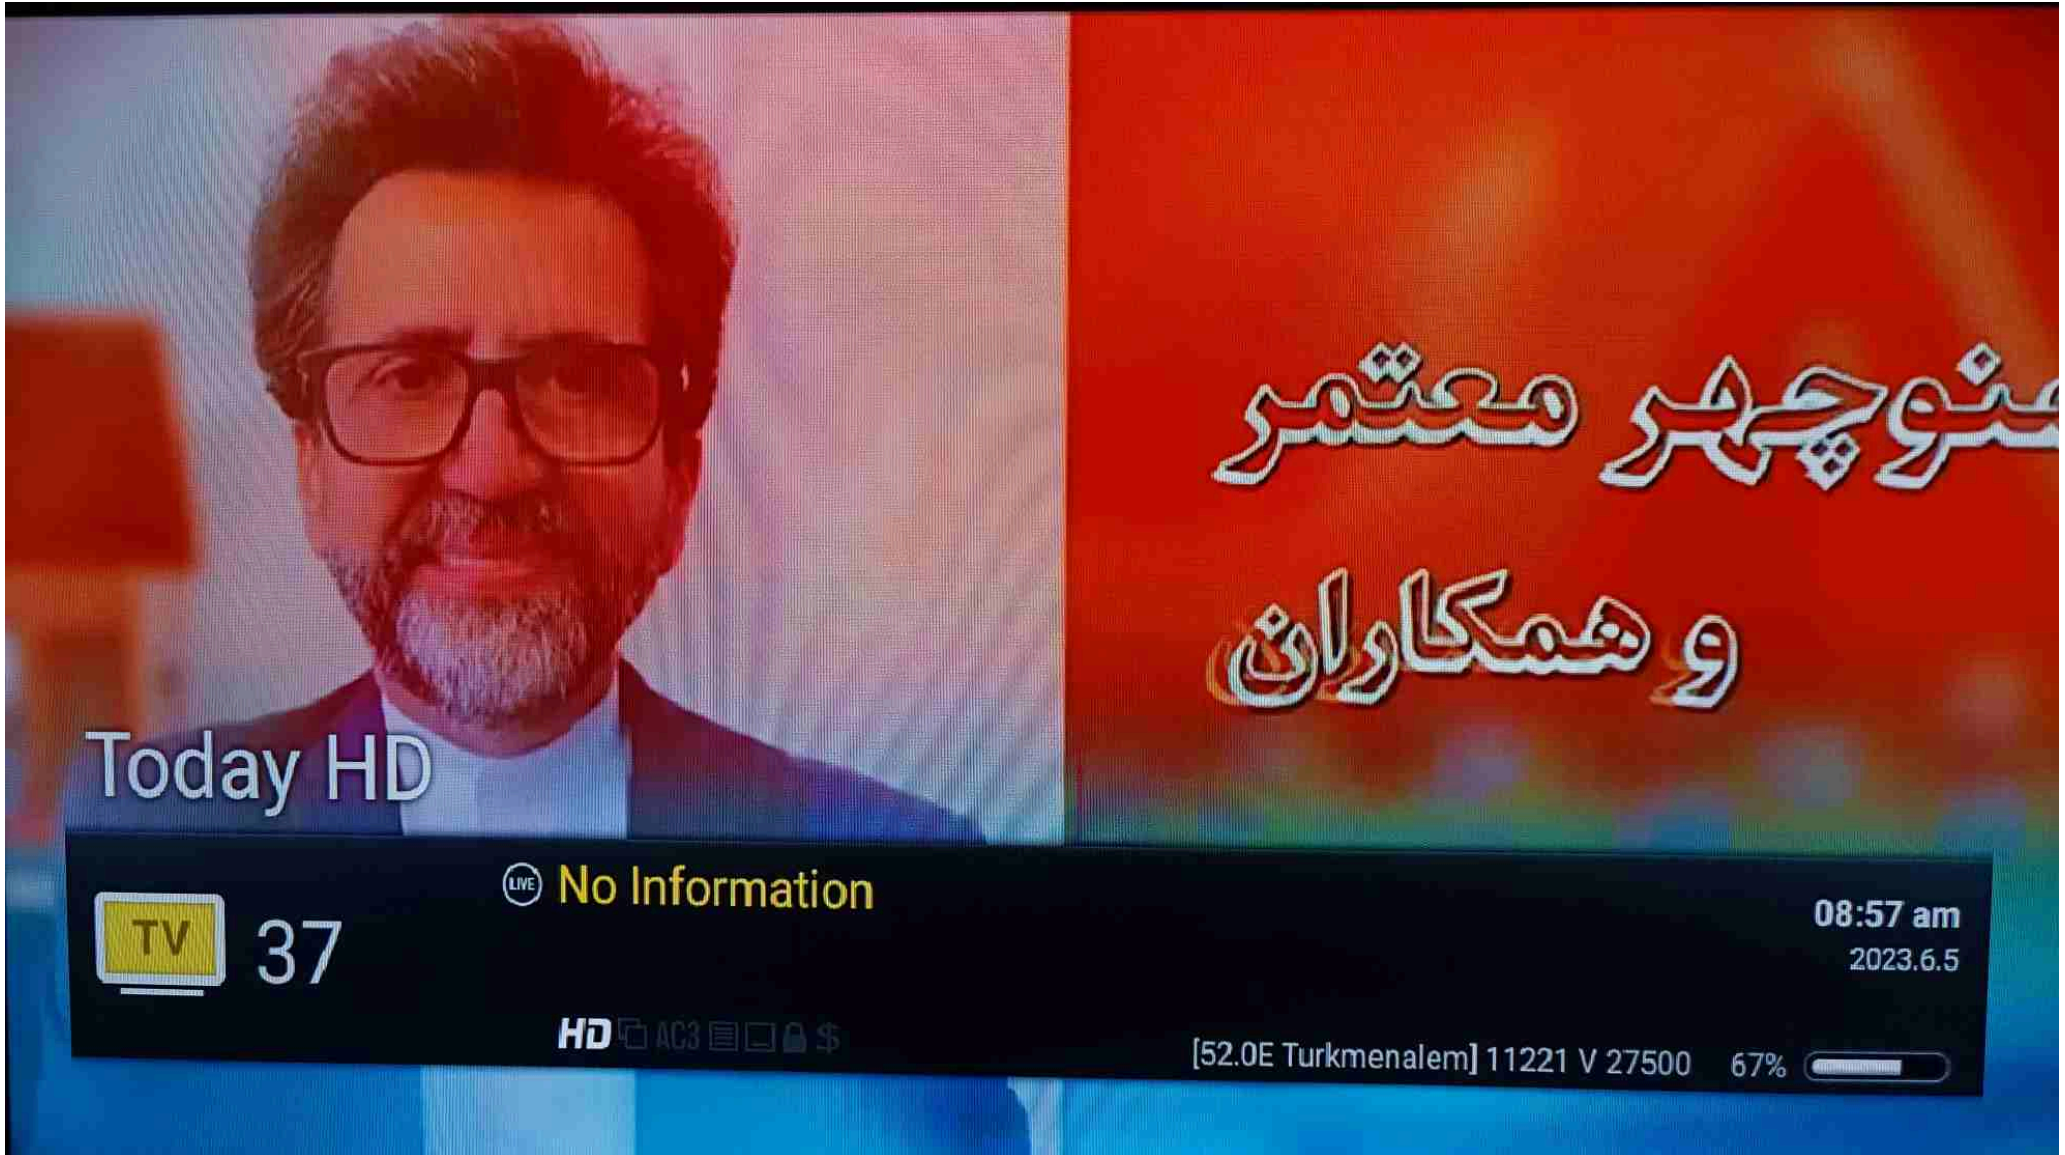 منوچهر معتمر
و همکاران
Today HD
LIVE No Information
TV 37
08:57 am
2023.6.5
HD AC3 $
[52.0E Turkmenalem] 11221 V 27500 67%